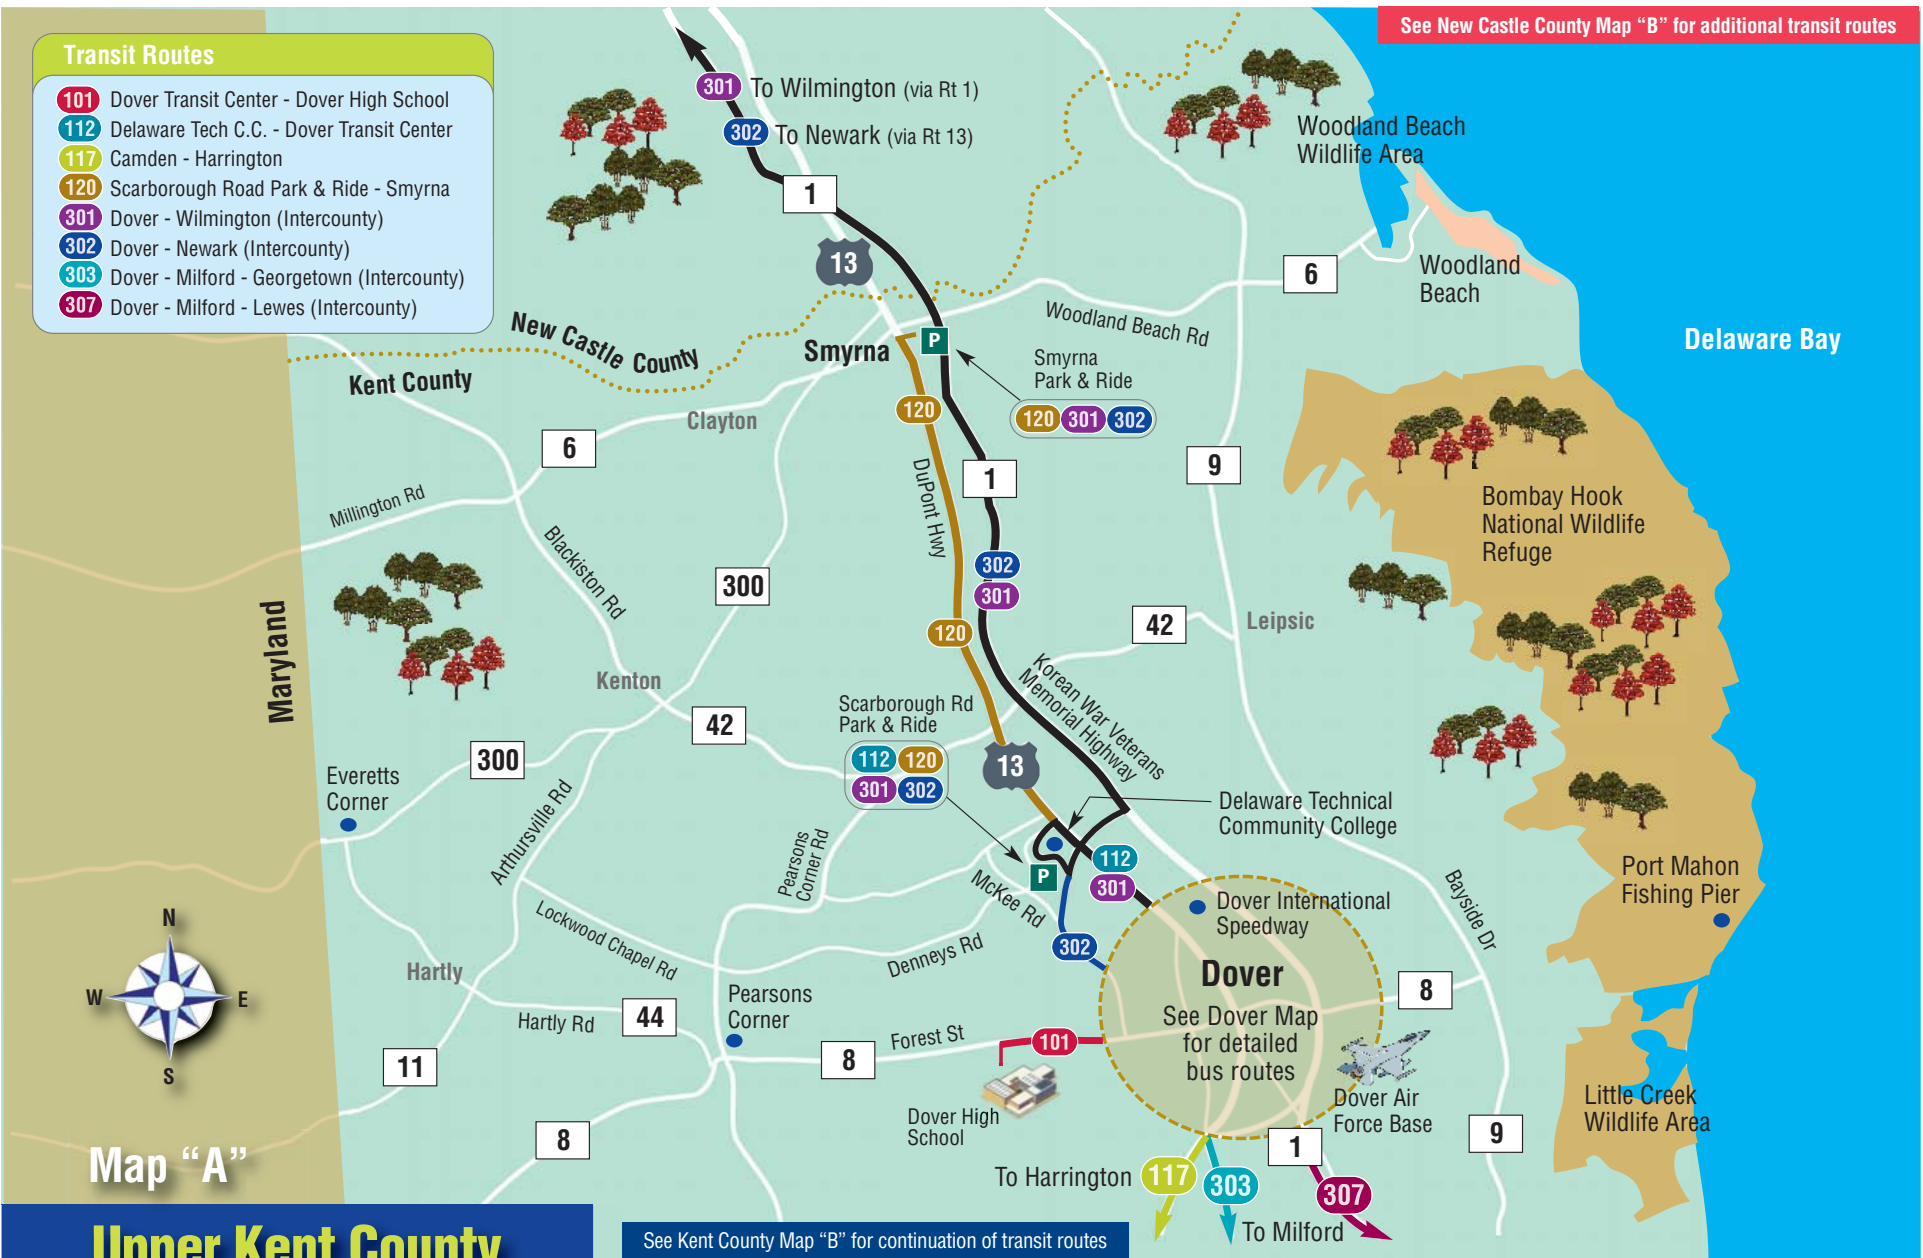 See New Castle County Map “B” for additional transit routes
Transit Routes
101 Dover Transit Center - Dover High School
112 Delaware Tech C.C. - Dover Transit Center
117 Camden - Harrington
120 Scarborough Road Park & Ride - Smyrna
301 Dover - Wilmington (Intercounty)
302 Dover - Newark (Intercounty)
303 Dover - Milford - Georgetown (Intercounty)
307 Dover - Milford - Lewes (Intercounty)
301 To Wilmington (via Rt 1)
302 To Newark (via Rt 13)
1
13
Woodland Beach
Wildlife Area
6
Woodland
Beach
Delaware Bay
New Castle County
Kent County
Smyrna
P
Woodland Beach Rd
Smyrna
Park & Ride
120 301 302
120
Clayton
6
Millington Rd
DuPont Hwy
1
9
Bombay Hook
National Wildlife
Refuge
Blackiston Rd
300
302
301
120
42
Leipsic
Maryland
Kenton
42
Korean War Veterans
Memorial Highway
Scarborough Rd
Park & Ride
112 120
301 302
13
300
Everetts
Corner
Arthursville Rd
Pearsons
Corner Rd
Delaware Technical
Community College
P
112
301
McKee Rd
302
Port Mahon
Fishing Pier
Bayside Dr
Dover International
Speedway
Lockwood Chapel Rd
Denneys Rd
N
W
E
S
Hartly
Hartly Rd
44
Pearsons
Corner
Dover
See Dover Map
for detailed
bus routes
8
Forest St
8
101
11
8
Dover High
School
Dover Air
Force Base
Little Creek
Wildlife Area
9
1
To Harrington
117
303
307
To Milford
Map “A”
Upper Kent County
See Kent County Map “B” for continuation of transit routes